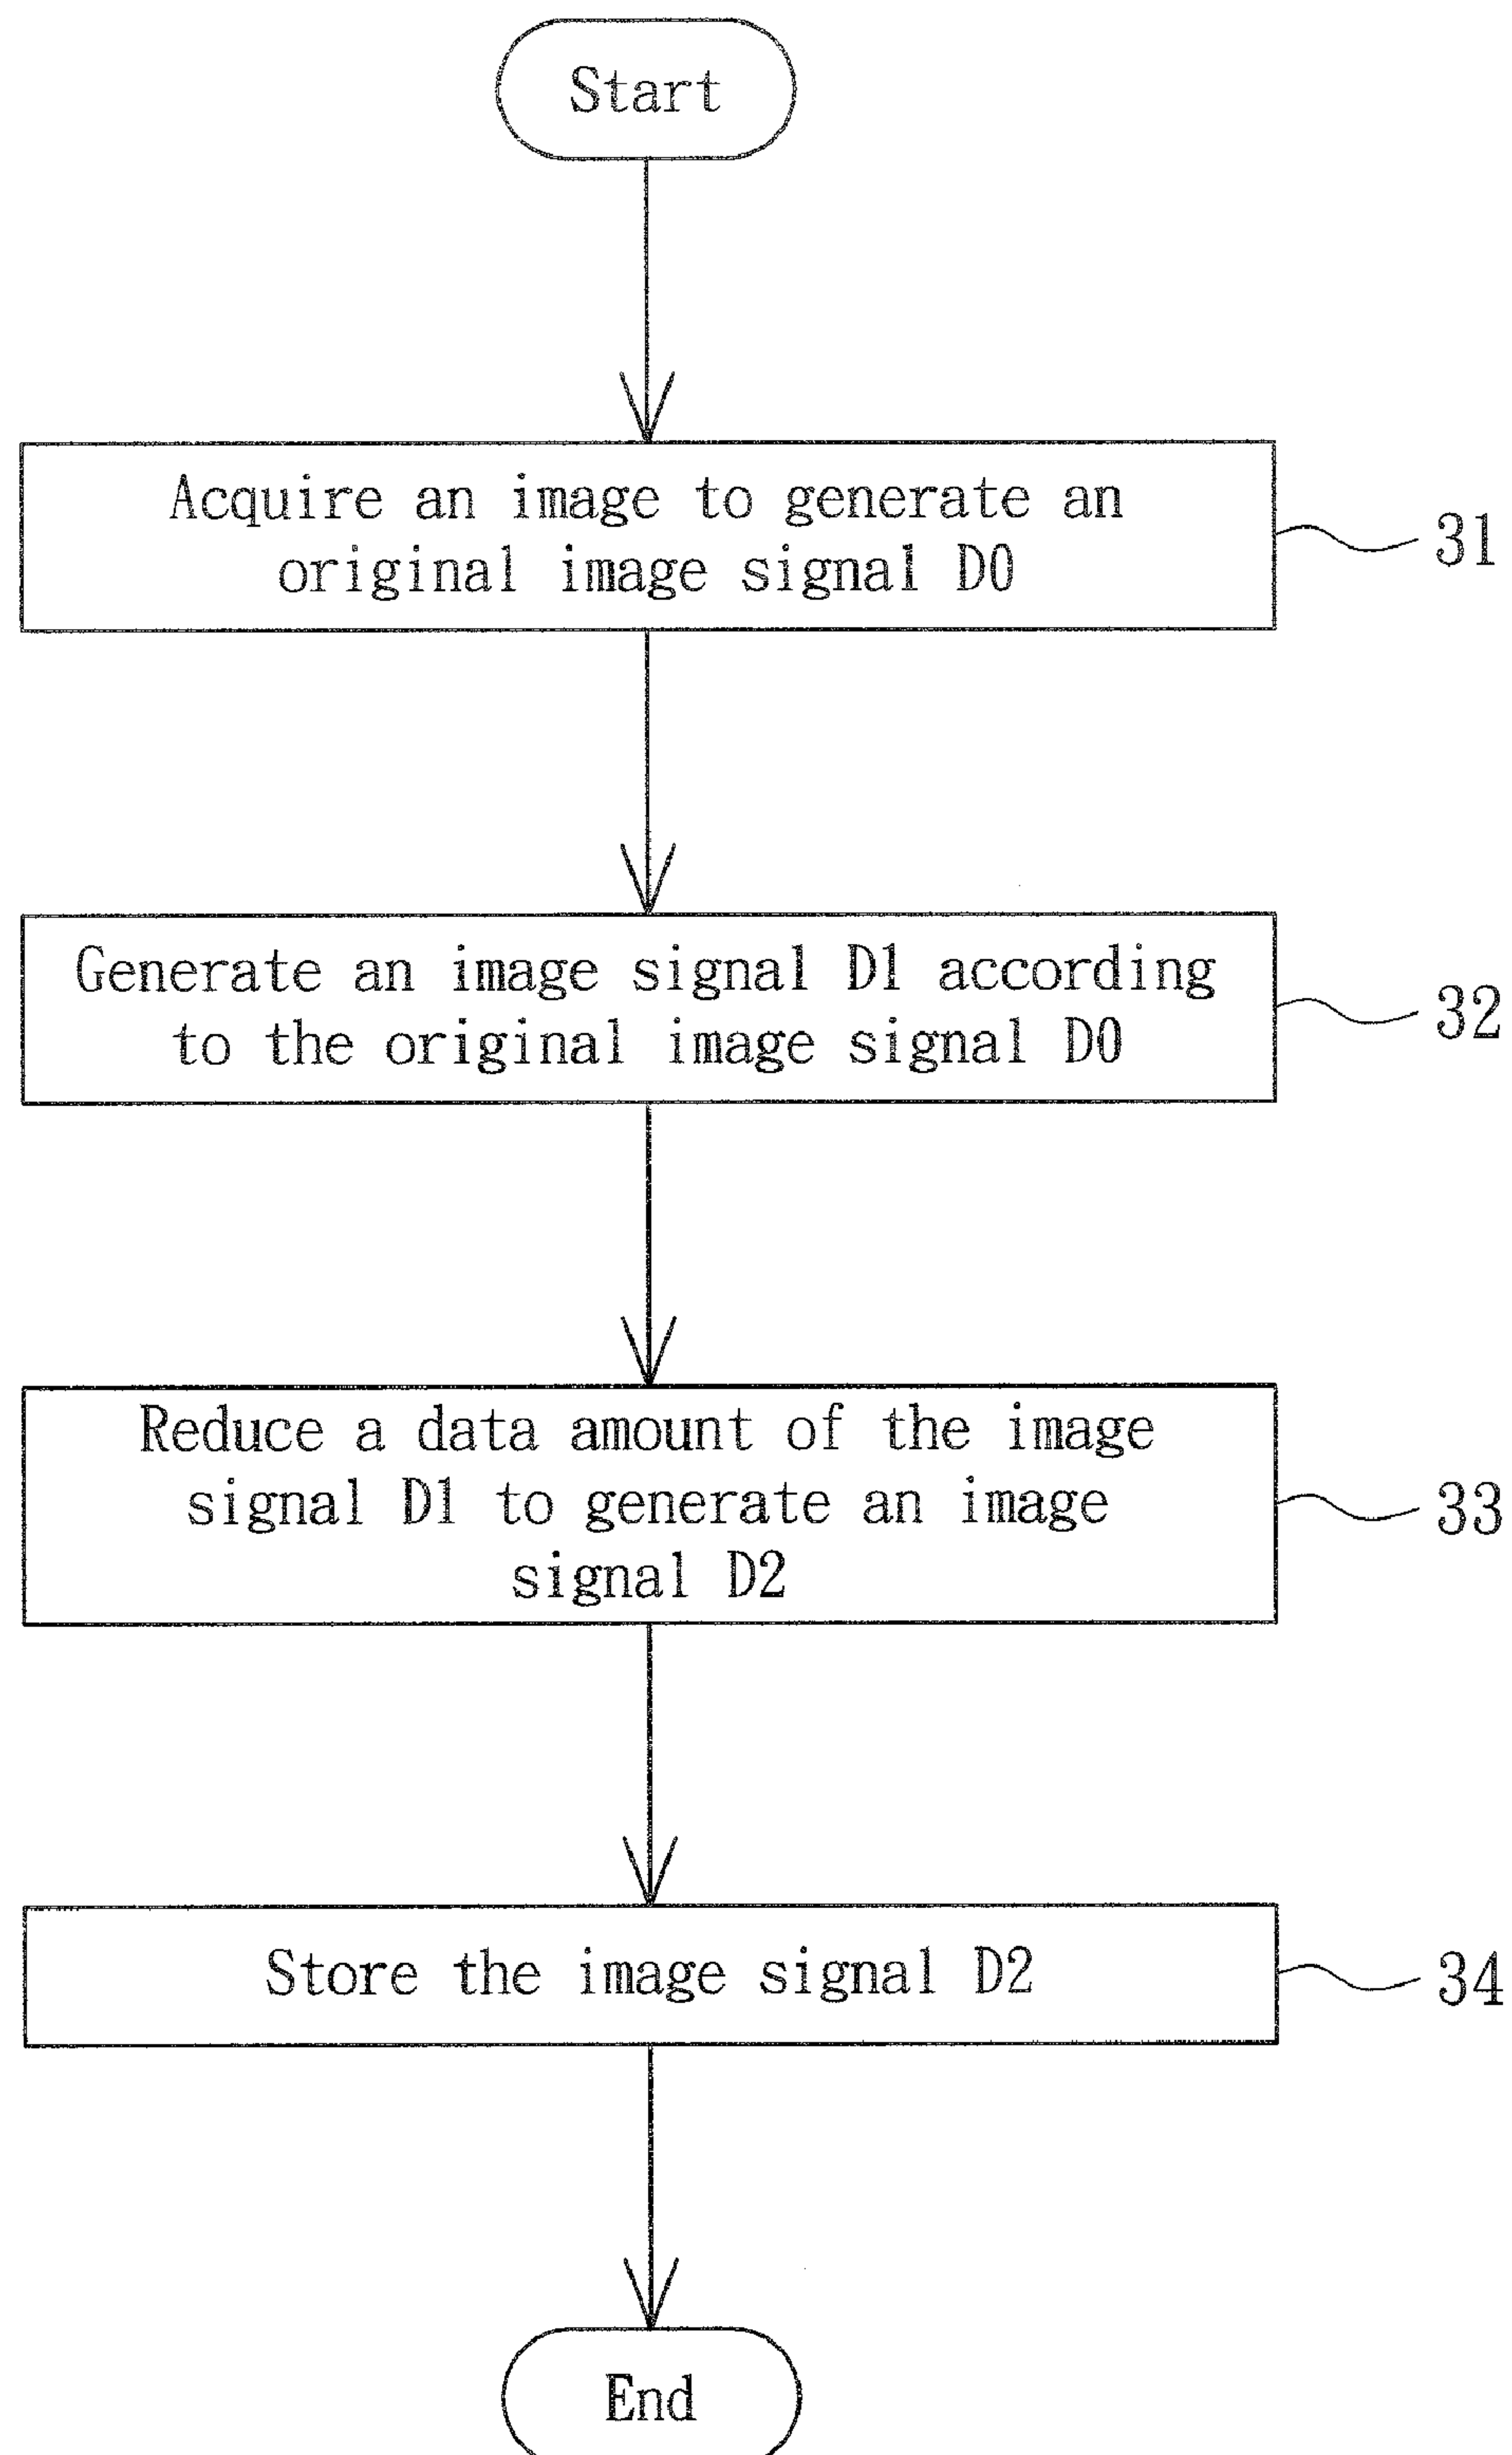 Start
Acquire an image to generate an
original image signal D0
31
Generate an image signal D1 according
to the original image signal D0
32
Reduce a data amount of the image
signal D1 to generate an image
signal D2
33
Store the image signal D2
34
End